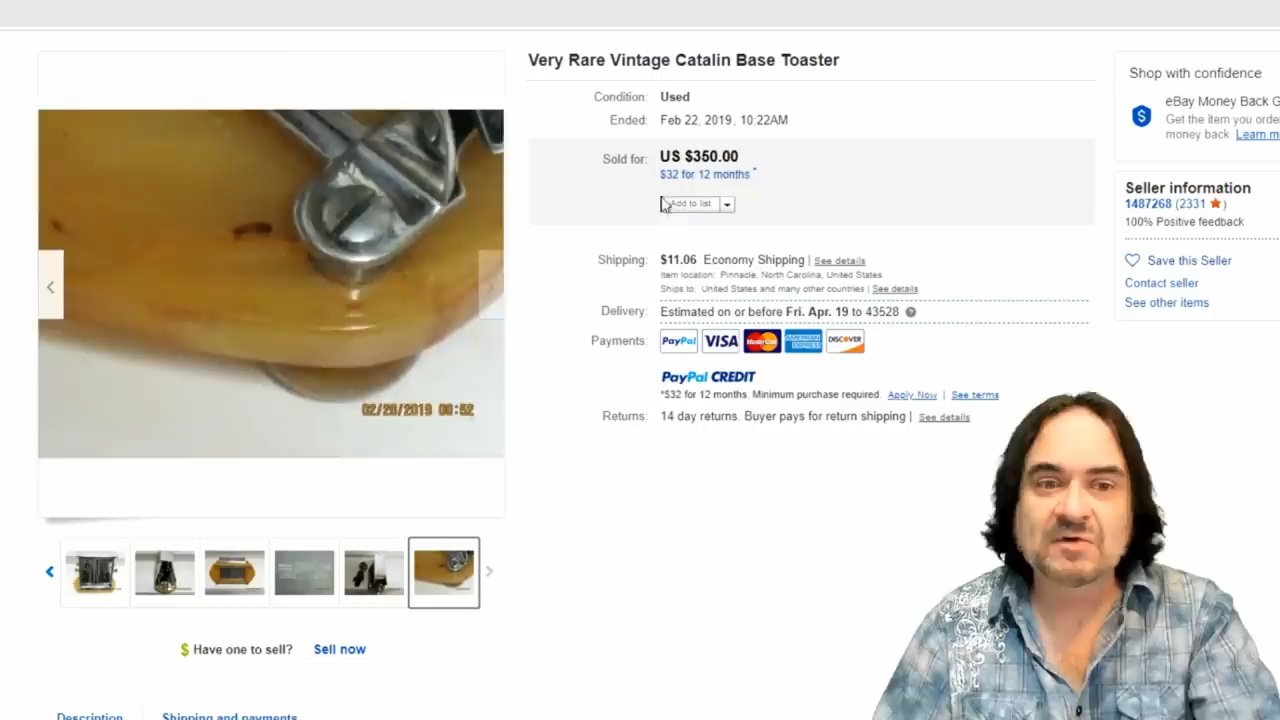 Very Rare Vintage Catalin Base Toaster
Condition: Used
Ended: Feb 22, 2019, 10:22AM
Sold for: US $350.00
$32 for 12 months *
Add to list
Shipping: $11.06 Economy Shipping | See details
Item location: Pinnacle, North Carolina, United States
Ships to: United States and many other countries | See details
Delivery: Estimated on or before Fri. Apr. 19 to 43528
Payments: PayPal VISA MasterCard AMERICAN EXPRESS DISCOVER
PayPal CREDIT
*$32 for 12 months. Minimum purchase required. Apply Now | See terms
Returns: 14 day returns. Buyer pays for return shipping | See details
02/20/2019 00:52
$ Have one to sell? Sell now
Description Shipping and payments
Shop with confidence
eBay Money Back G
Get the item you orde
money back Learn m
Seller information
1487268 (2331 ★)
100% Positive feedback
Save this Seller
Contact seller
See other items